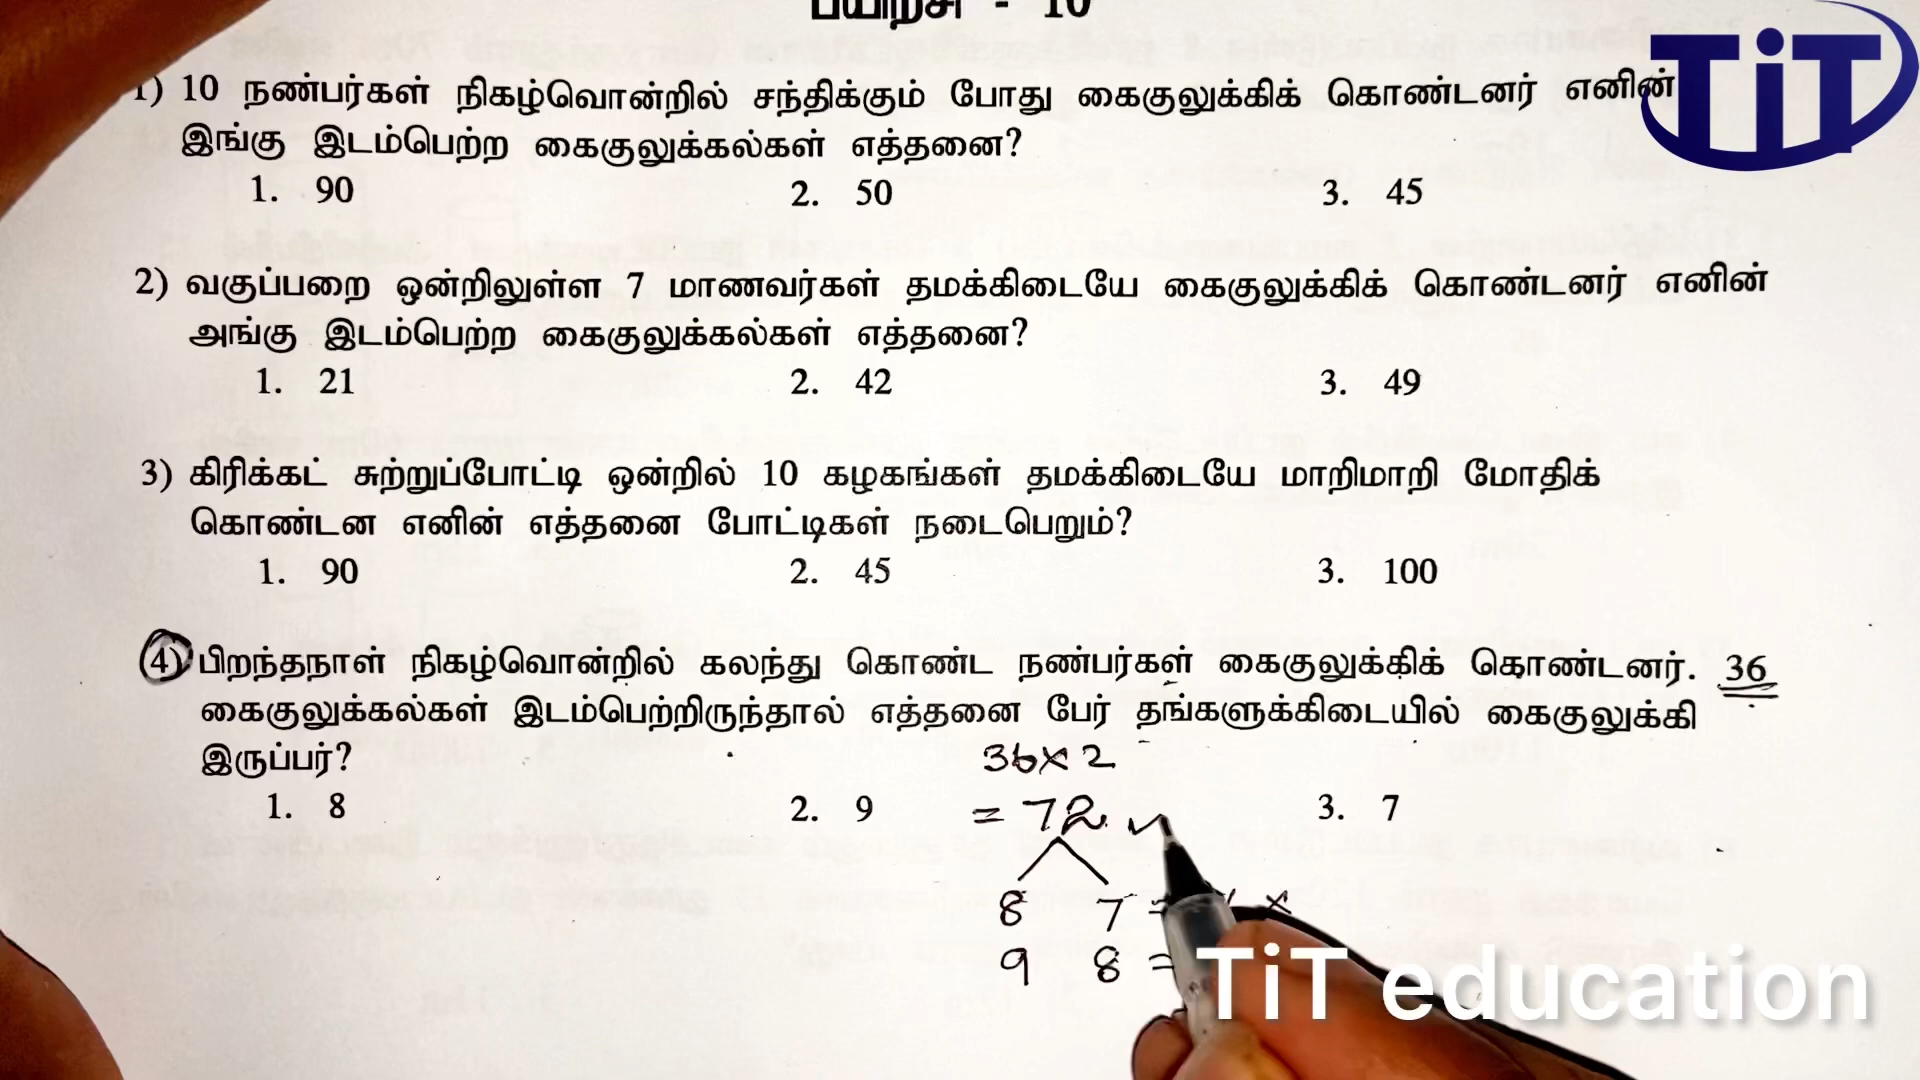 பயிற்சி - 10
1) 10 நண்பர்கள் நிகழ்வொன்றில் சந்திக்கும் போது கைகுலுக்கிக் கொண்டனர் எனின்
இங்கு இடம்பெற்ற கைகுலுக்கல்கள் எத்தனை?
1. 90 2. 50 3. 45
2) வகுப்பறை ஒன்றிலுள்ள 7 மாணவர்கள் தமக்கிடையே கைகுலுக்கிக் கொண்டனர் எனின்
அங்கு இடம்பெற்ற கைகுலுக்கல்கள் எத்தனை?
1. 21 2. 42 3. 49
3) கிரிக்கட் சுற்றுப்போட்டி ஒன்றில் 10 கழகங்கள் தமக்கிடையே மாறிமாறி மோதிக்
கொண்டன எனின் எத்தனை போட்டிகள் நடைபெறும்?
1. 90 2. 45 3. 100
4) பிறந்தநாள் நிகழ்வொன்றில் கலந்து கொண்ட நண்பர்கள் கைகுலுக்கிக் கொண்டனர். 36
கைகுலுக்கல்கள் இடம்பெற்றிருந்தால் எத்தனை பேர் தங்களுக்கிடையில் கைகுலுக்கி
இருப்பர்?
36×2
1. 8 2. 9 = 72 3. 7
8 7 =
9 8 =
TiT
TiT education